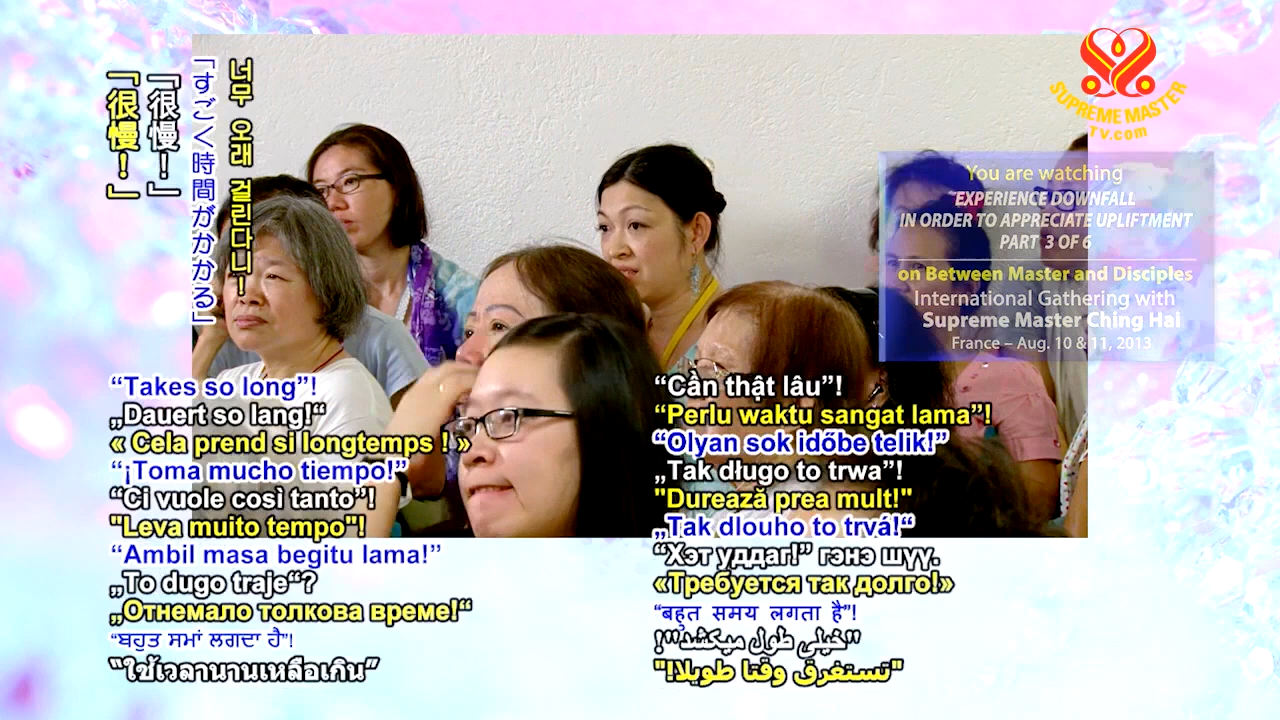 「很慢！」
「很慢！」
「すごく時間がかかる」
너무 오래 걸린다니！
SUPREME MASTER
TV.com
You are watching
EXPERIENCE DOWNFALL
IN ORDER TO APPRECIATE UPLIFTMENT
PART 3 OF 6
on Between Master and Disciples
International Gathering with
Supreme Master Ching Hai
France – Aug. 10 & 11, 2013
“Takes so long”!
„Dauert so lang!“
« Cela prend si longtemps ! »
“¡Toma mucho tiempo!”
“Ci vuole così tanto”!
"Leva muito tempo"!
“Ambil masa begitu lama!”
„To dugo traje“?
„Отнемало толкова време!“
“ਬਹੁਤ ਸਮਾਂ ਲਗਦਾ ਹੈ”!
“ใช้เวลานานเหลือเกิน”
“Cần thật lâu”!
“Perlu waktu sangat lama”!
“Olyan sok időbe telik!”
„Tak długo to trwa”!
"Durează prea mult!"
„Tak dlouho to trvá!“
“Хэт уддаг!” гэнэ шүү.
«Требуется так долго!»
“बहुत समय लगता है”!
"خیلی طول میکشد"!
"تستغرق وقتا طويلا!"